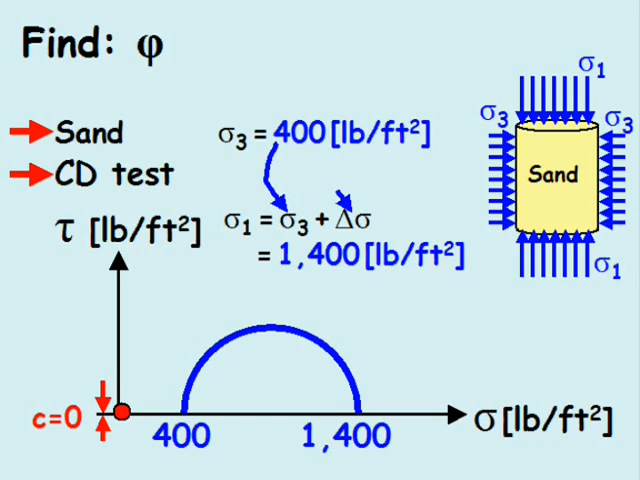 Find: φ
Sand
CD test
σ₃ = 400 [lb/ft²]
σ₁ = σ₃ + Δσ
= 1,400 [lb/ft²]
σ₁
σ₃
σ₃
Sand
σ₁
τ [lb/ft²]
c=0
400
1,400
σ [lb/ft²]